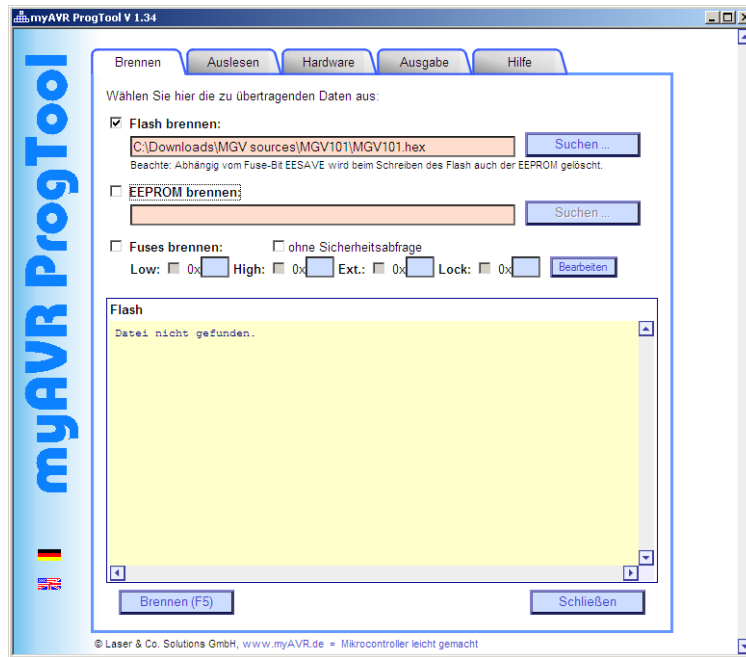 myAVR ProgTool V 1.34
myAVR ProgTool
Brennen Auslesen Hardware Ausgabe Hilfe
Wählen Sie hier die zu übertragenden Daten aus:
Flash brennen:
C:\Downloads\MGV sources\MGV101\MGV101.hex Suchen ...
Beachte: Abhängig vom Fuse-Bit EESAVE wird beim Schreiben des Flash auch der EEPROM gelöscht.
EEPROM brennen:
Suchen ...
Fuses brennen: ohne Sicherheitsabfrage
Low: 0x High: 0x Ext.: 0x Lock: 0x Bearbeiten
Flash
Datei nicht gefunden.
Brennen (F5) Schließen
© Laser & Co. Solutions GmbH, www.myAVR.de = Mikrocontroller leicht gemacht